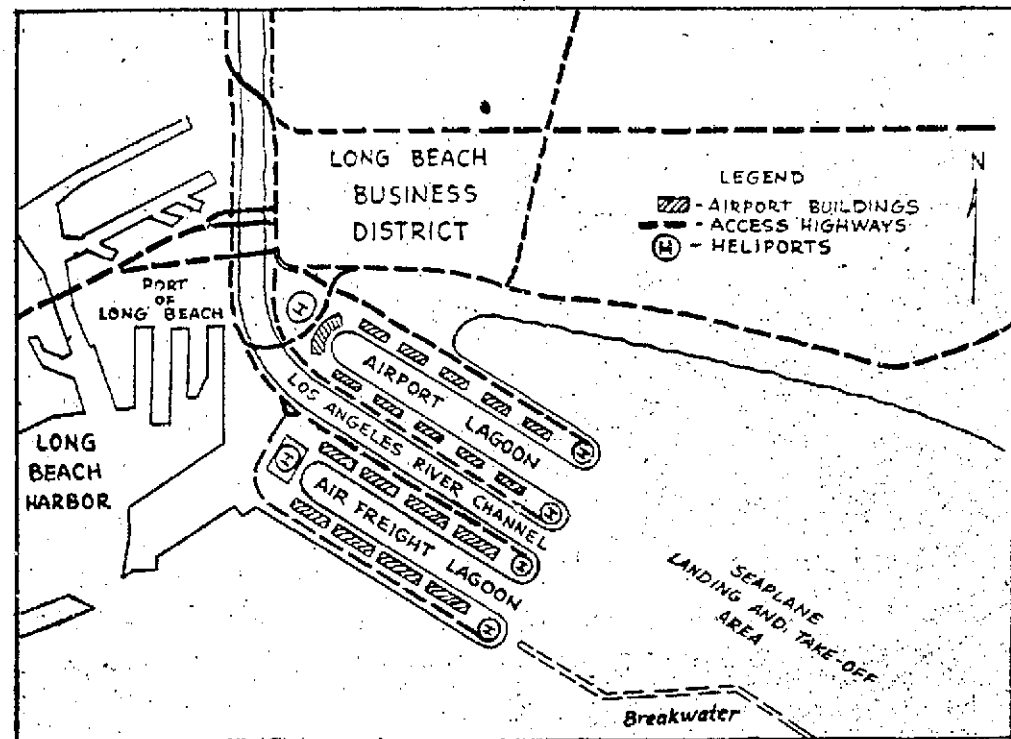 LONG BEACH
BUSINESS
DISTRICT
N
LEGEND
- AIRPORT BUILDINGS
- ACCESS HIGHWAYS
H - HELIPORTS
PORT
OF
LONG BEACH
H
AIRPORT LAGOON
H
LOS ANGELES RIVER CHANNEL
H
LONG
BEACH
HARBOR
H
AIR FREIGHT LAGOON
H
H
SEAPLANE
LANDING AND TAKE-OFF
AREA
Breakwater